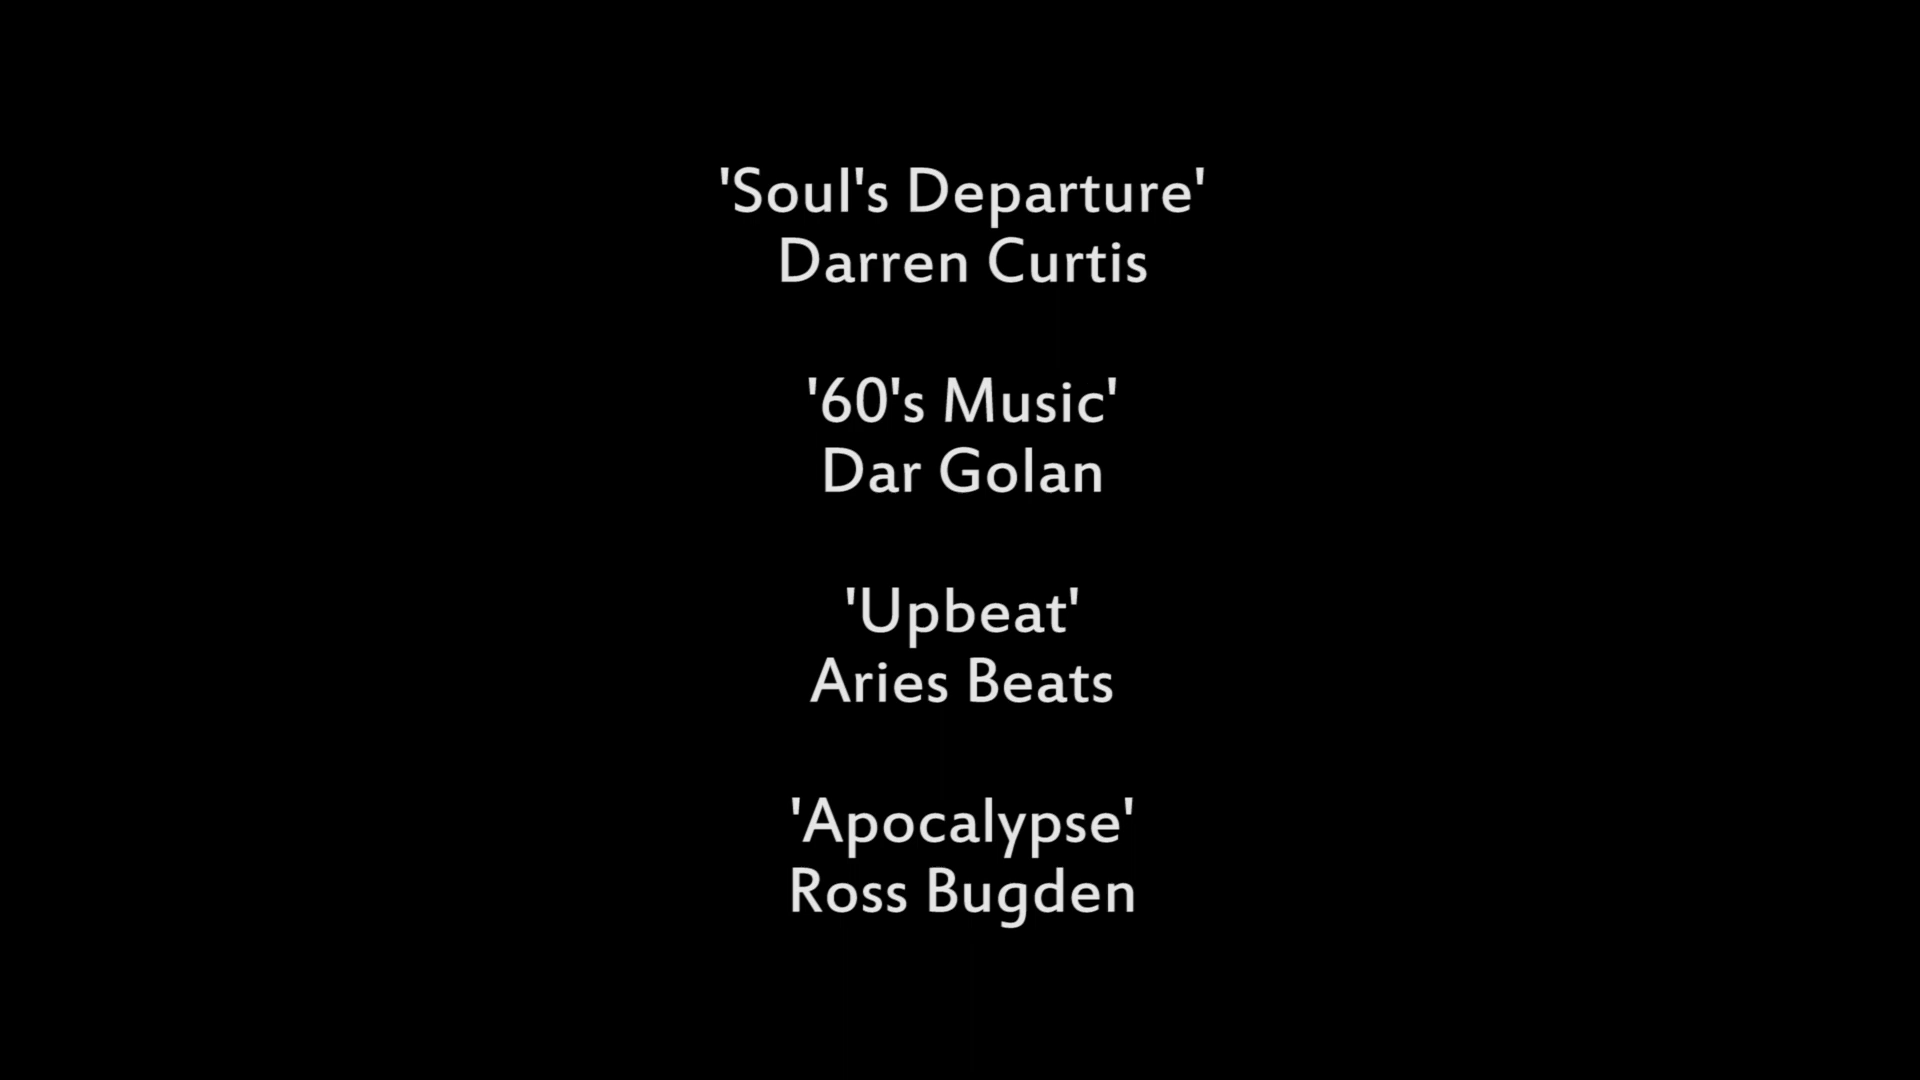 'Soul's Departure'
Darren Curtis
'60's Music'
Dar Golan
'Upbeat'
Aries Beats
'Apocalypse'
Ross Bugden